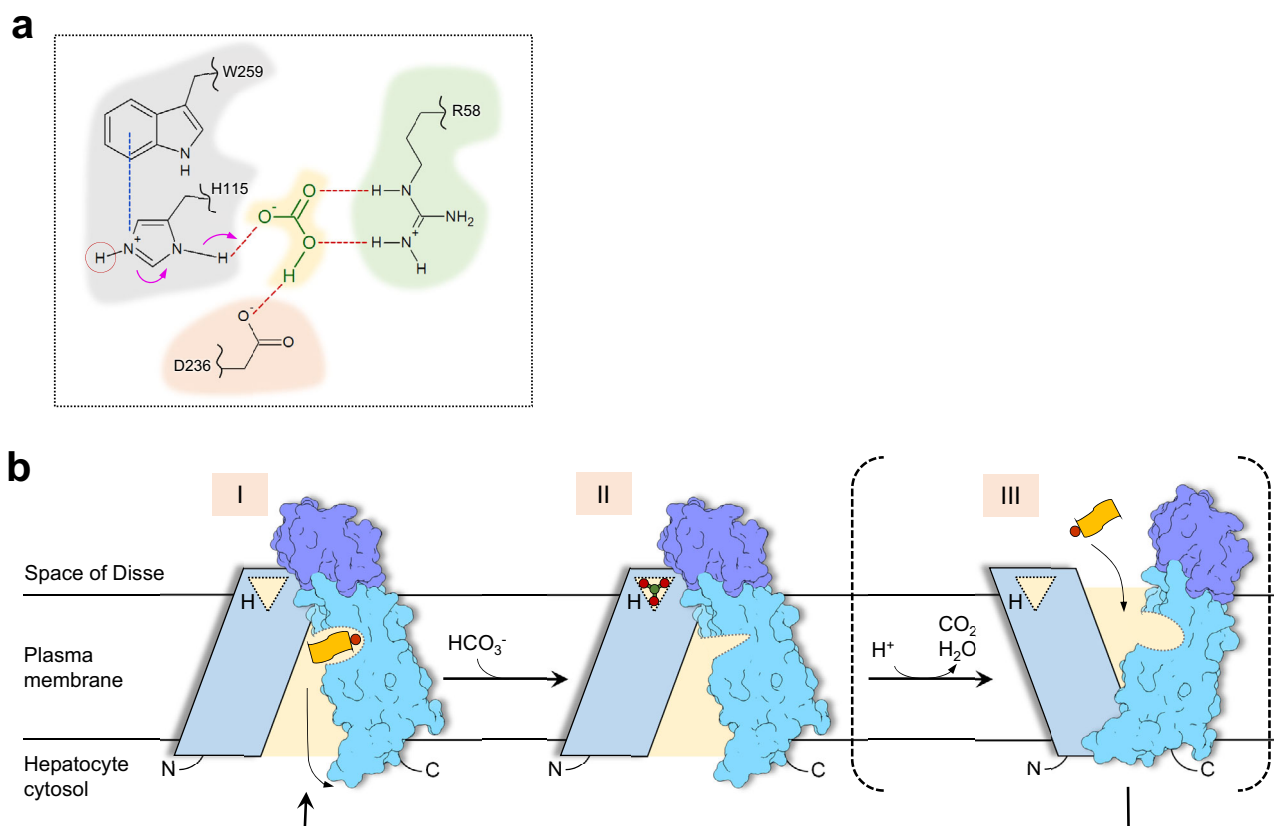 a
W259
N
H
H115
H
N
+
N
H
O
-
O
O
H
R58
H
N
NH2
H
N
+
H
O
-
O
D236
b
I
II
III
Space of Disse
H
H
H
Plasma
membrane
HCO3-
H+
CO2
H2O
Hepatocyte
cytosol
N
C
N
C
N
C